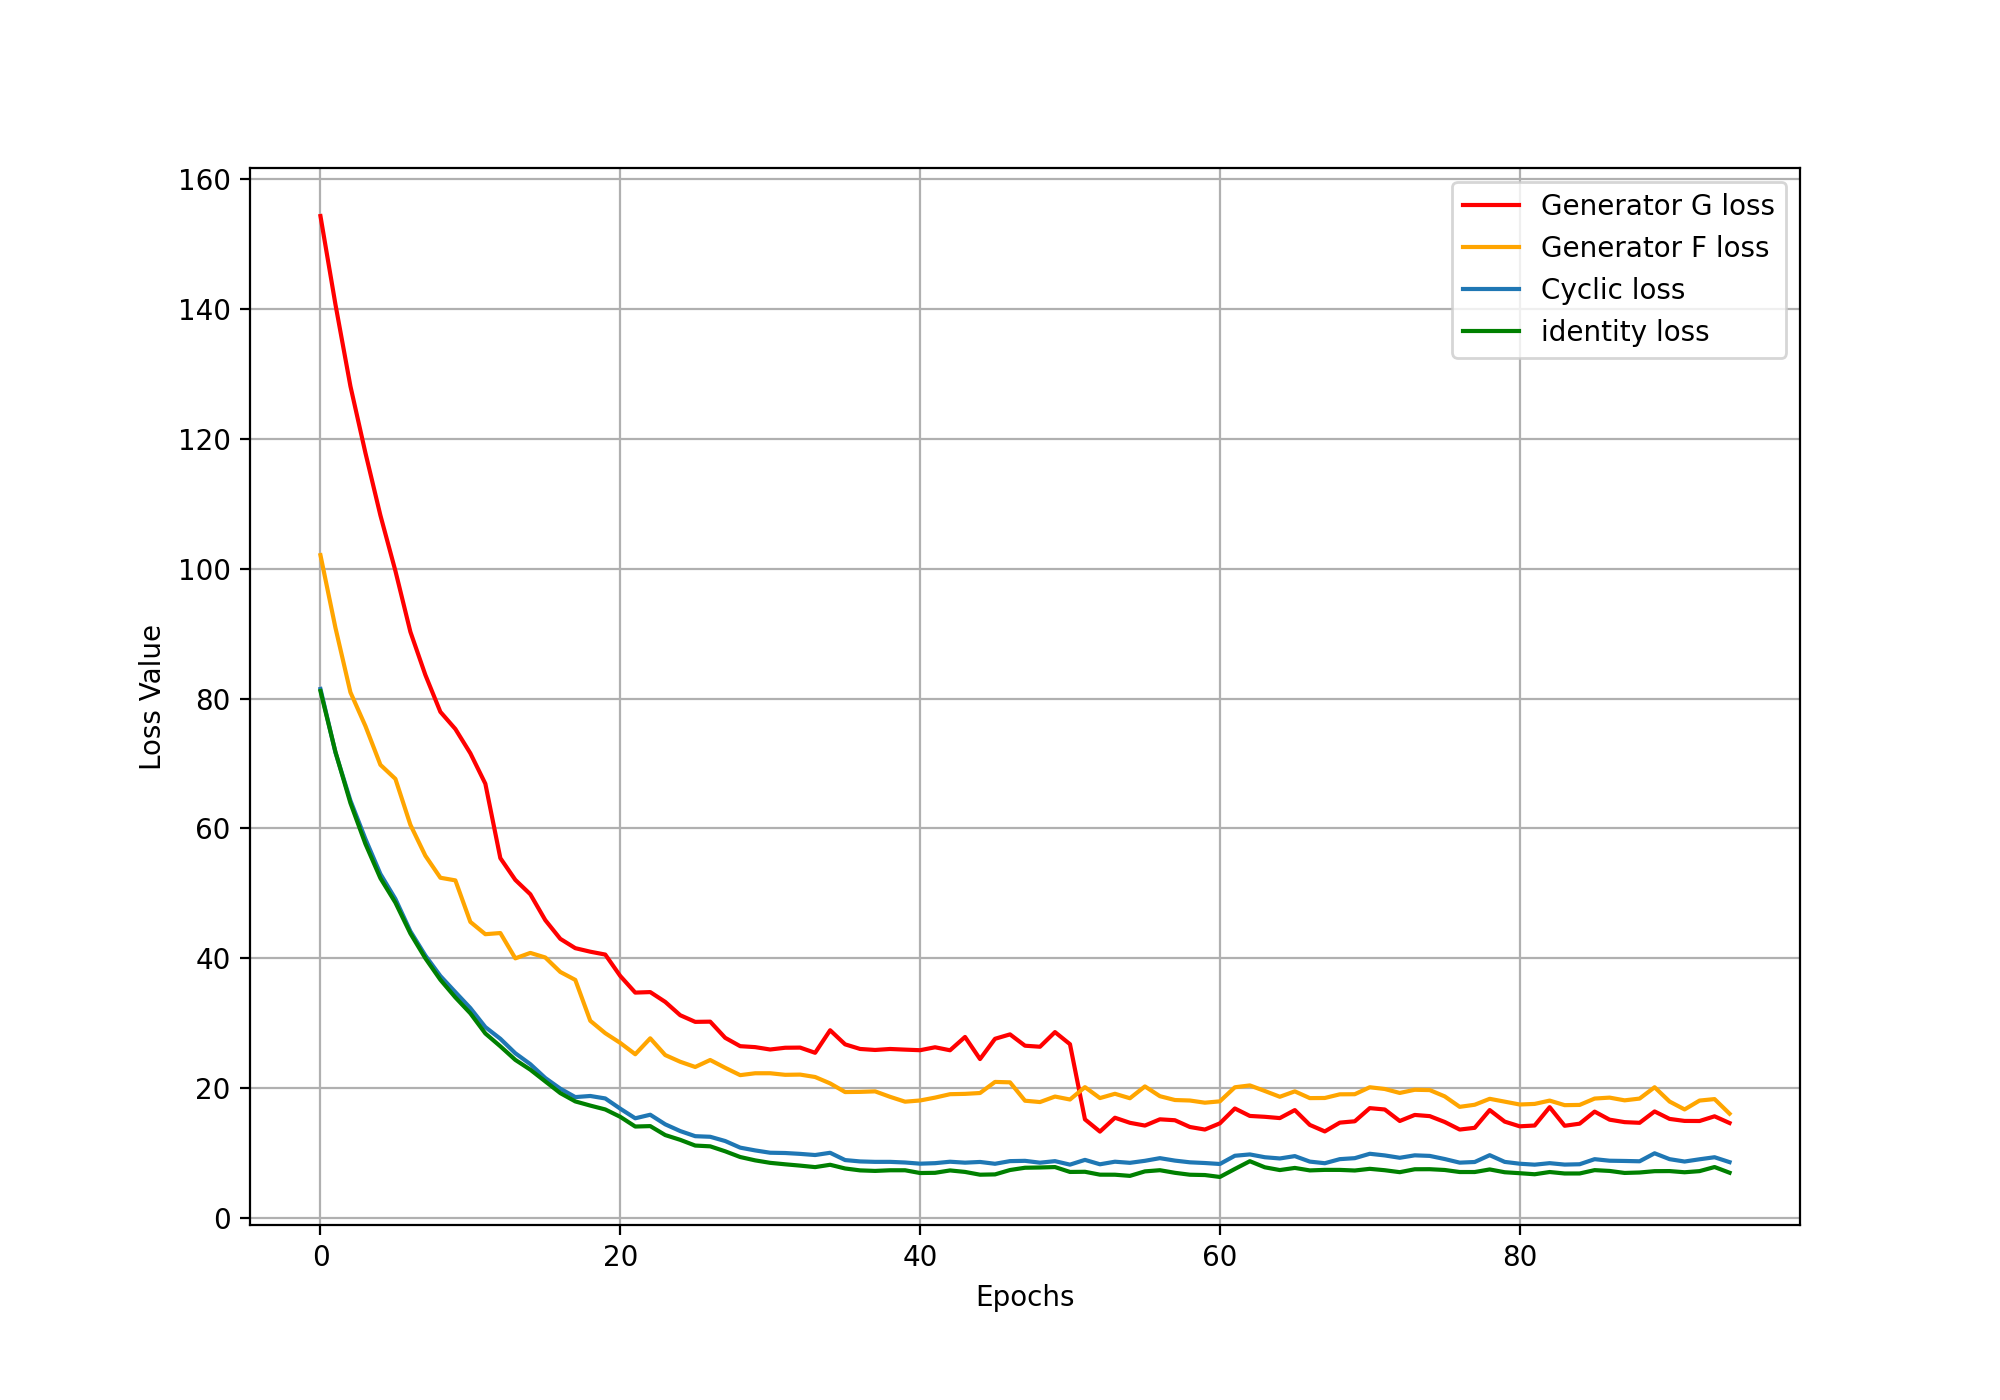 160
140
120
100
80
60
40
20
0
Loss Value
Generator G loss
Generator F loss
Cyclic loss
identity loss
0 20 40 60 80
Epochs